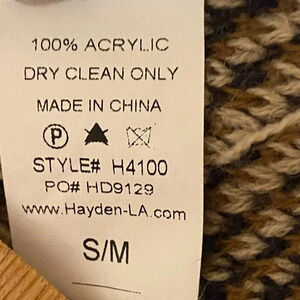 100% ACRYLIC
DRY CLEAN ONLY
MADE IN CHINA
P
STYLE# H4100
PO# HD9129
www.Hayden-LA.com
S/M